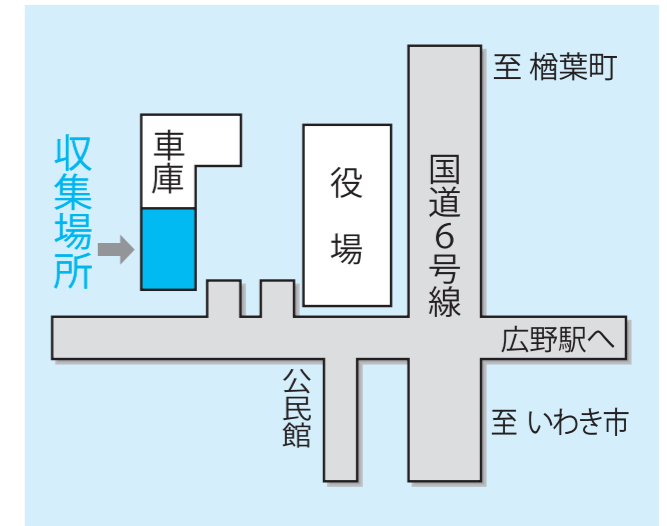 至 楢葉町
収集場所
車庫
役場
国道6号線
広野駅へ
公民館
至 いわき市